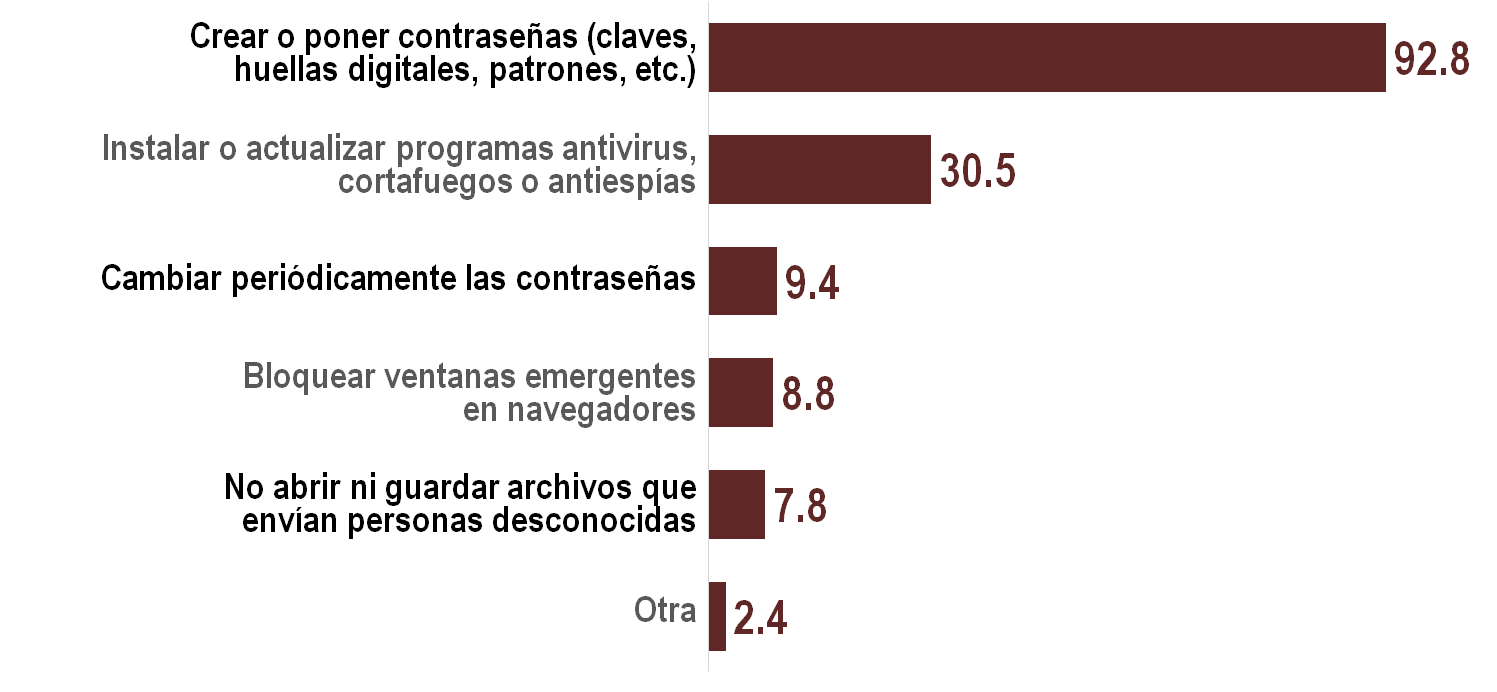 Crear o poner contraseñas (claves,
huellas digitales, patrones, etc.)
92.8
Instalar o actualizar programas antivirus,
cortafuegos o antiespías
30.5
Cambiar periódicamente las contraseñas
9.4
Bloquear ventanas emergentes
en navegadores
8.8
No abrir ni guardar archivos que
envían personas desconocidas
7.8
Otra
2.4